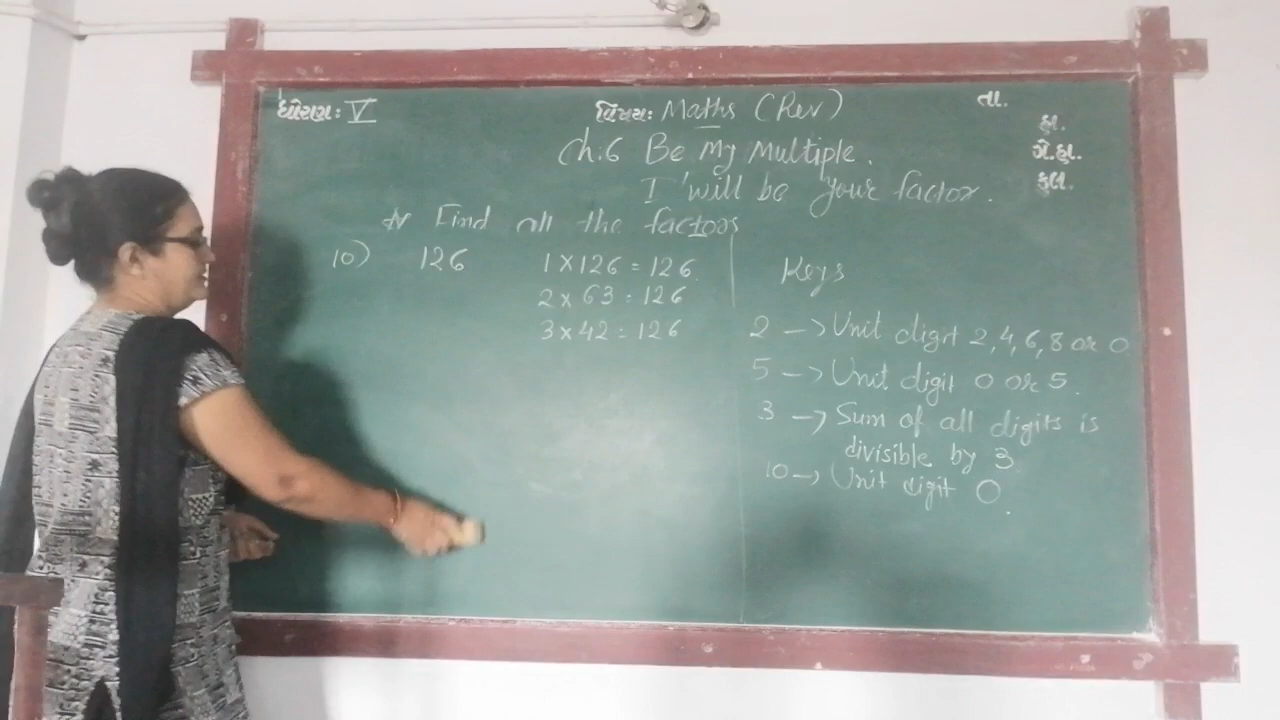 ધોરણ: V
વિષય: Maths (Rev)
તા.
હા.
ગે.હા.
કુલ.
Ch:6 Be My Multiple.
I 'will be your factor.
Find all the factors
10) 126
1 X 126 = 126.
2 x 63 = 126
3 x 42 = 126
Keys
2 -> Unit digit 2, 4, 6, 8 or 0
5 -> Unit digit 0 or 5.
3 -> Sum of all digits is
divisible by 3
10 -> Unit digit 0.